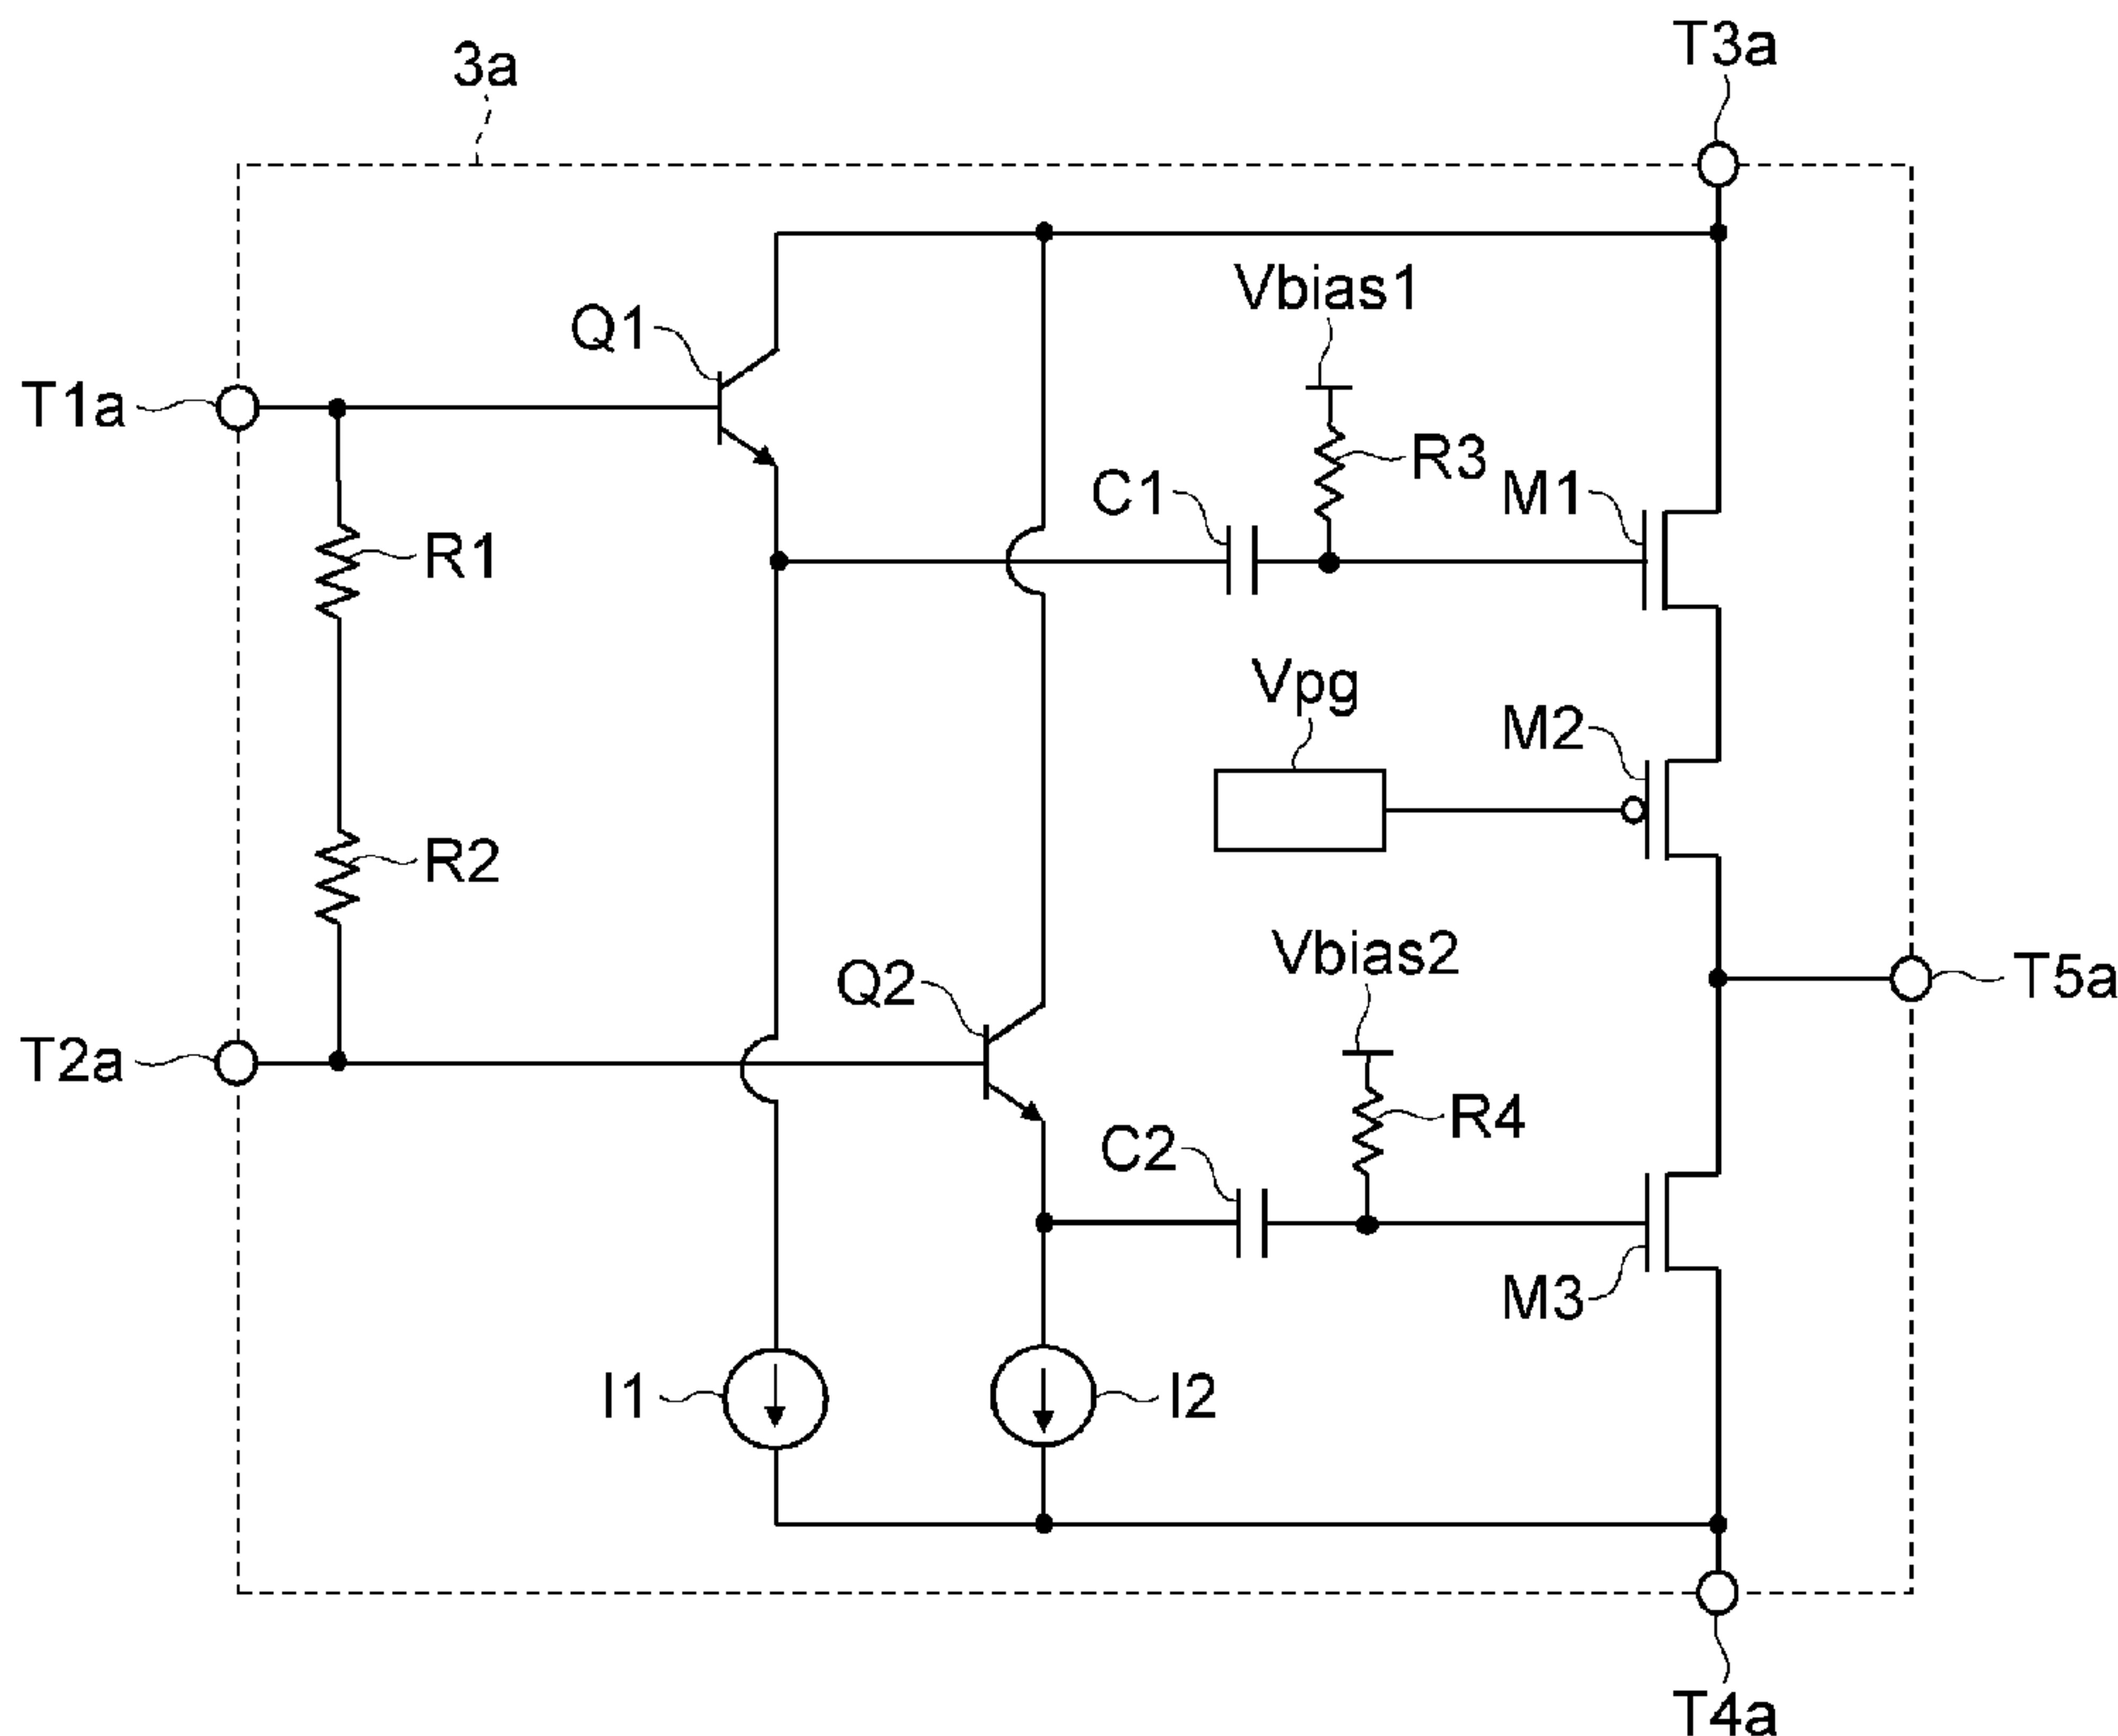 T3a
3a
Vbias1
Q1
T1a
R3
C1
M1
R1
Vpg
M2
R2
Vbias2
Q2
T5a
T2a
R4
C2
M3
I1
I2
T4a